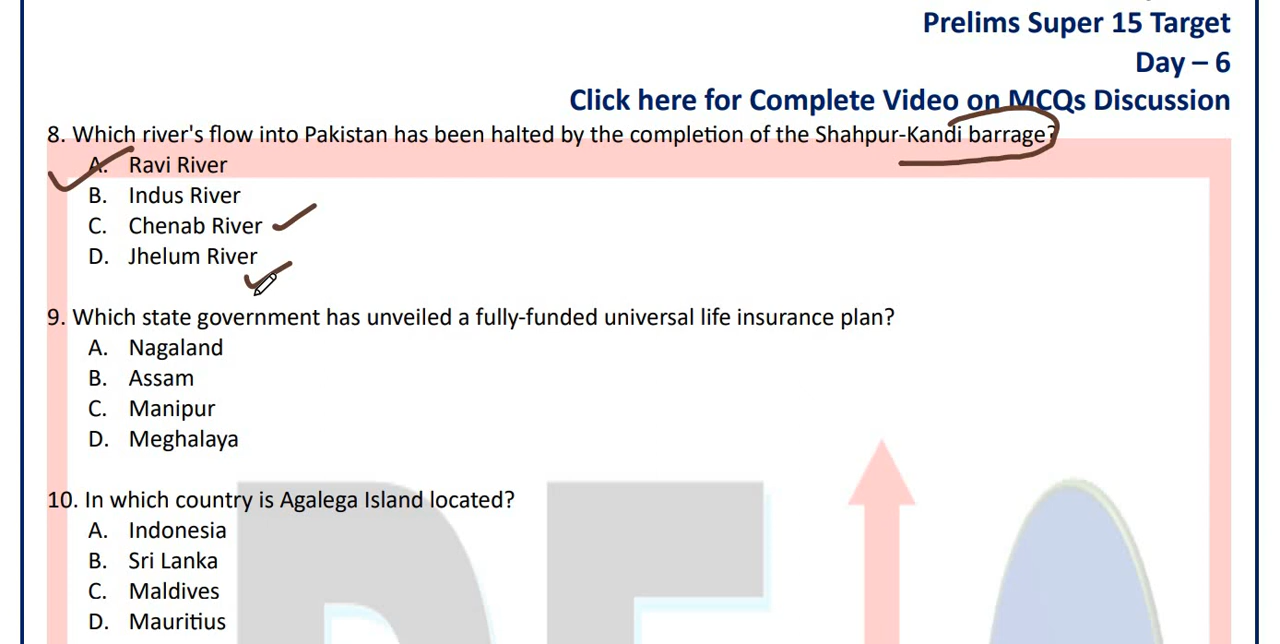 Prelims Super 15 Target
Day – 6
Click here for Complete Video on MCQs Discussion
8. Which river's flow into Pakistan has been halted by the completion of the Shahpur-Kandi barrage?
A. Ravi River
B. Indus River
C. Chenab River
D. Jhelum River
9. Which state government has unveiled a fully-funded universal life insurance plan?
A. Nagaland
B. Assam
C. Manipur
D. Meghalaya
10. In which country is Agalega Island located?
A. Indonesia
B. Sri Lanka
C. Maldives
D. Mauritius